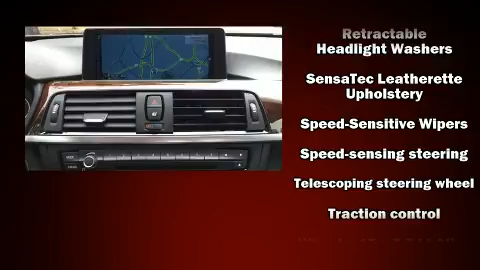 Retractable
Headlight Washers
SensaTec Leatherette
Upholstery
Speed-Sensitive Wipers
Speed-sensing steering
Telescoping steering wheel
Traction control